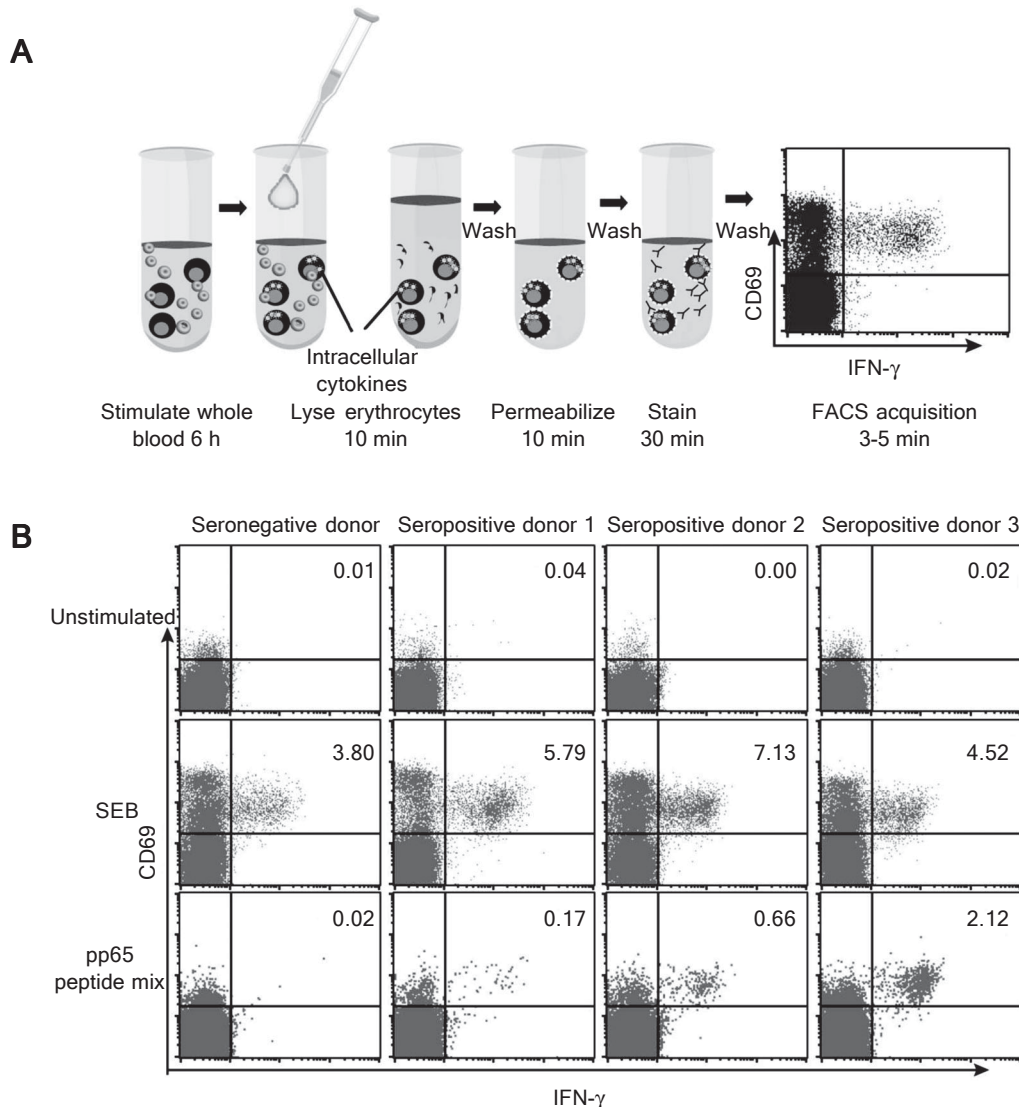 A
Wash
Wash
Wash
CD69
IFN-γ
Intracellular
cytokines
Stimulate whole
blood 6 h
Lyse erythrocytes
10 min
Permeabilize
10 min
Stain
30 min
FACS acquisition
3-5 min
B
Seronegative donor
Seropositive donor 1
Seropositive donor 2
Seropositive donor 3
Unstimulated
0.01
0.04
0.00
0.02
SEB
3.80
5.79
7.13
4.52
CD69
pp65
peptide mix
0.02
0.17
0.66
2.12
IFN-γ